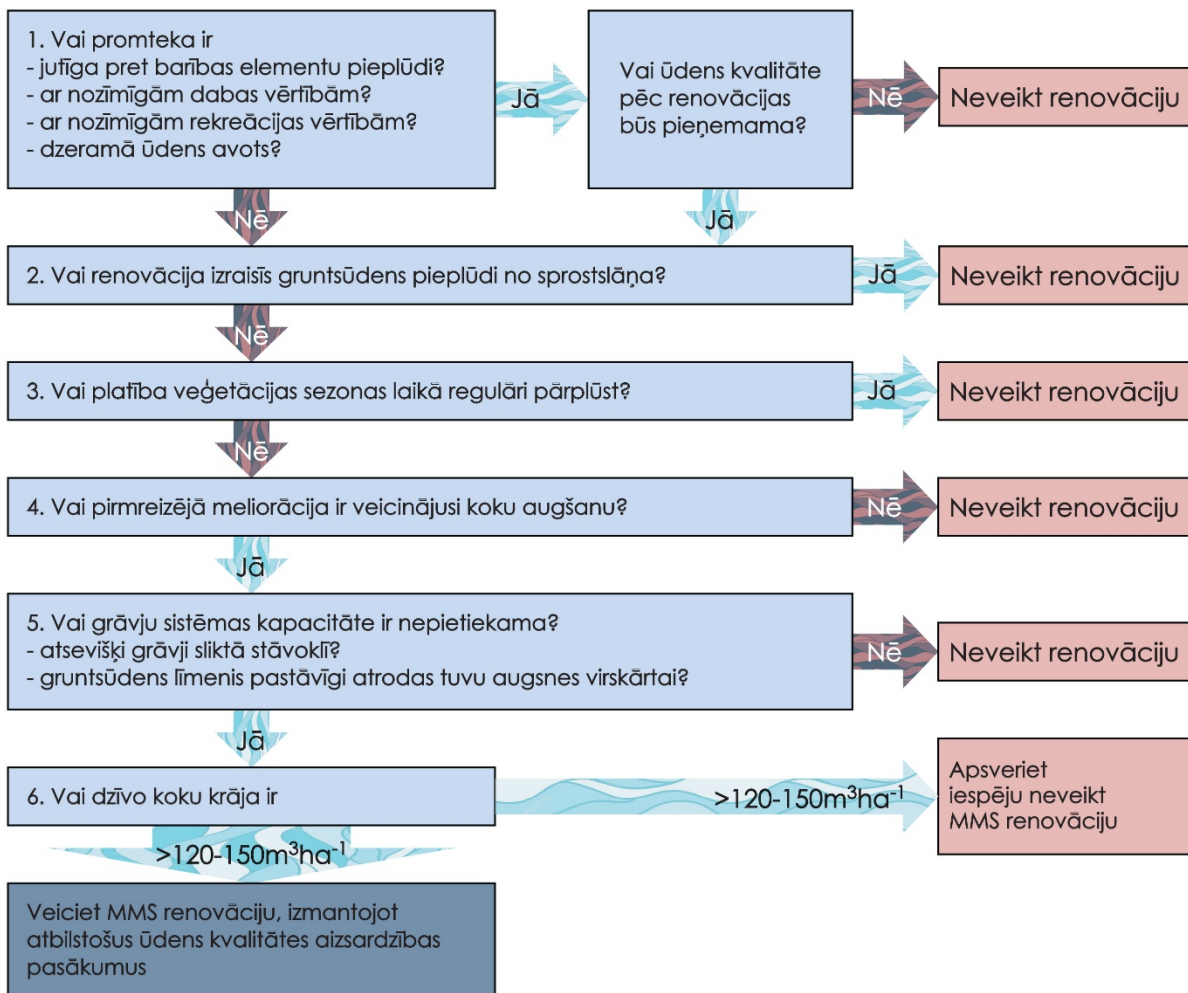 1. Vai promteka ir
- jutīga pret barības elementu pieplūdi?
- ar nozīmīgām dabas vērtībām?
- ar nozīmīgām rekreācijas vērtībām?
- dzeramā ūdens avots?
Jā
Vai ūdens kvalitāte
pēc renovācijas
būs pieņemama?
Nē
Neveikt renovāciju
Nē
Jā
2. Vai renovācija izraisīs gruntsūdens pieplūdi no sprostslāņa?
Jā
Neveikt renovāciju
Nē
3. Vai platība veģetācijas sezonas laikā regulāri pārplūst?
Jā
Neveikt renovāciju
Nē
4. Vai pirmreizējā meliorācija ir veicinājusi koku augšanu?
Nē
Neveikt renovāciju
Jā
5. Vai grāvju sistēmas kapacitāte ir nepietiekama?
- atsevišķi grāvji sliktā stāvoklī?
- gruntsūdens līmenis pastāvīgi atrodas tuvu augsnes virskārtai?
Nē
Neveikt renovāciju
Jā
6. Vai dzīvo koku krāja ir
>120-150m³ha⁻¹
Apsveriet
iespēju neveikt
MMS renovāciju
>120-150m³ha⁻¹
Veiciet MMS renovāciju, izmantojot
atbilstošus ūdens kvalitātes aizsardzības
pasākumus